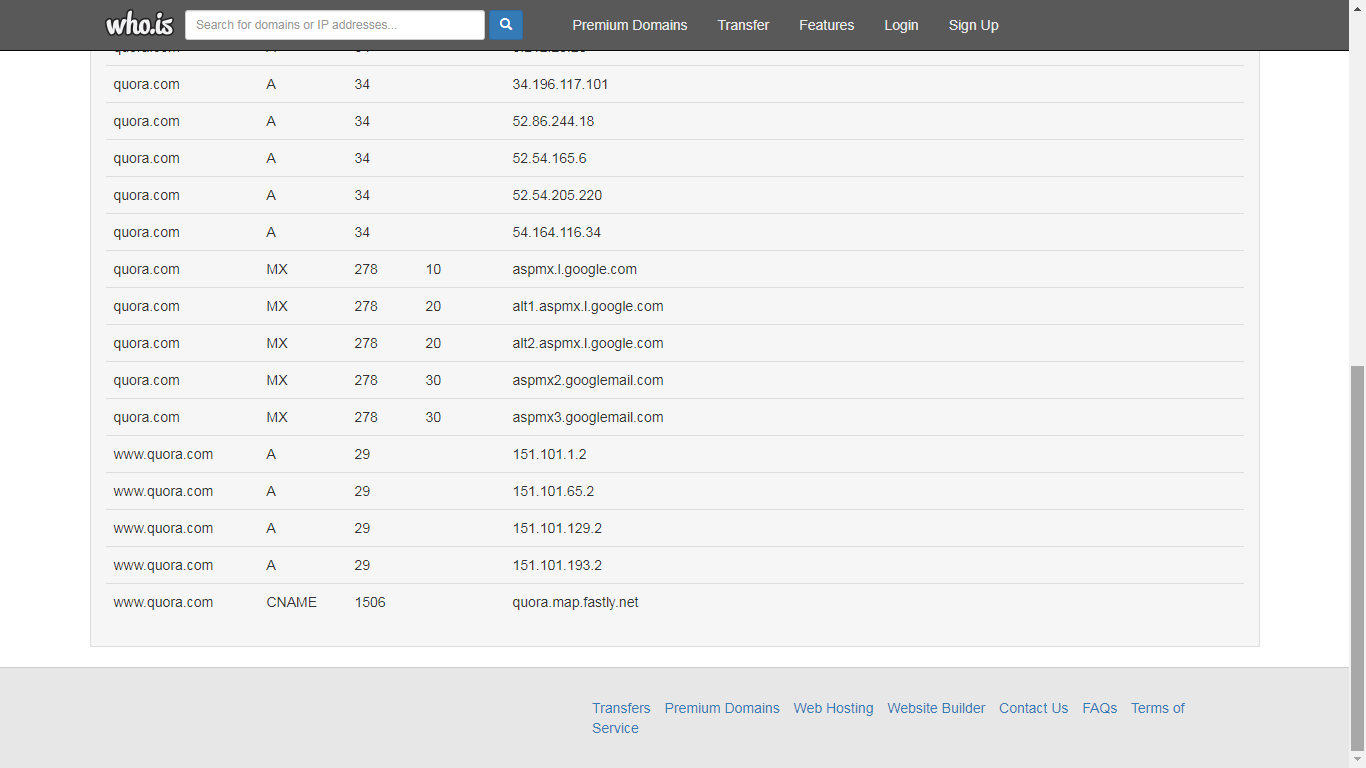 who.is Search for domains or IP addresses... Premium Domains Transfer Features Login Sign Up
quora.com A 34 34.196.117.101
quora.com A 34 52.86.244.18
quora.com A 34 52.54.165.6
quora.com A 34 52.54.205.220
quora.com A 34 54.164.116.34
quora.com MX 278 10 aspmx.l.google.com
quora.com MX 278 20 alt1.aspmx.l.google.com
quora.com MX 278 20 alt2.aspmx.l.google.com
quora.com MX 278 30 aspmx2.googlemail.com
quora.com MX 278 30 aspmx3.googlemail.com
www.quora.com A 29 151.101.1.2
www.quora.com A 29 151.101.65.2
www.quora.com A 29 151.101.129.2
www.quora.com A 29 151.101.193.2
www.quora.com CNAME 1506 quora.map.fastly.net
Transfers Premium Domains Web Hosting Website Builder Contact Us FAQs Terms of
Service